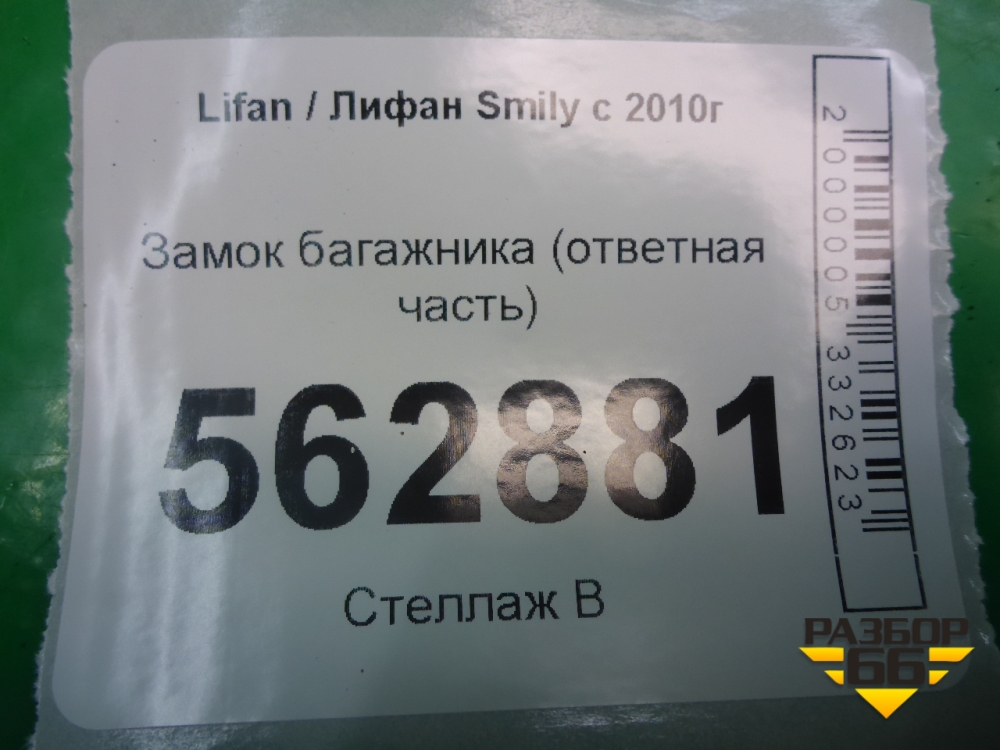 Lifan / Лифан Smily с 2010г
Замок багажника (ответная
часть)
562881
Стеллаж В
2000005332623
РАЗБОР
66